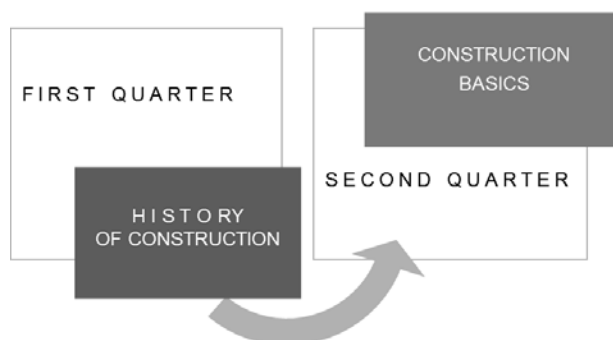 FIRST QUARTER
HISTORY
OF CONSTRUCTION
CONSTRUCTION
BASICS
SECOND QUARTER